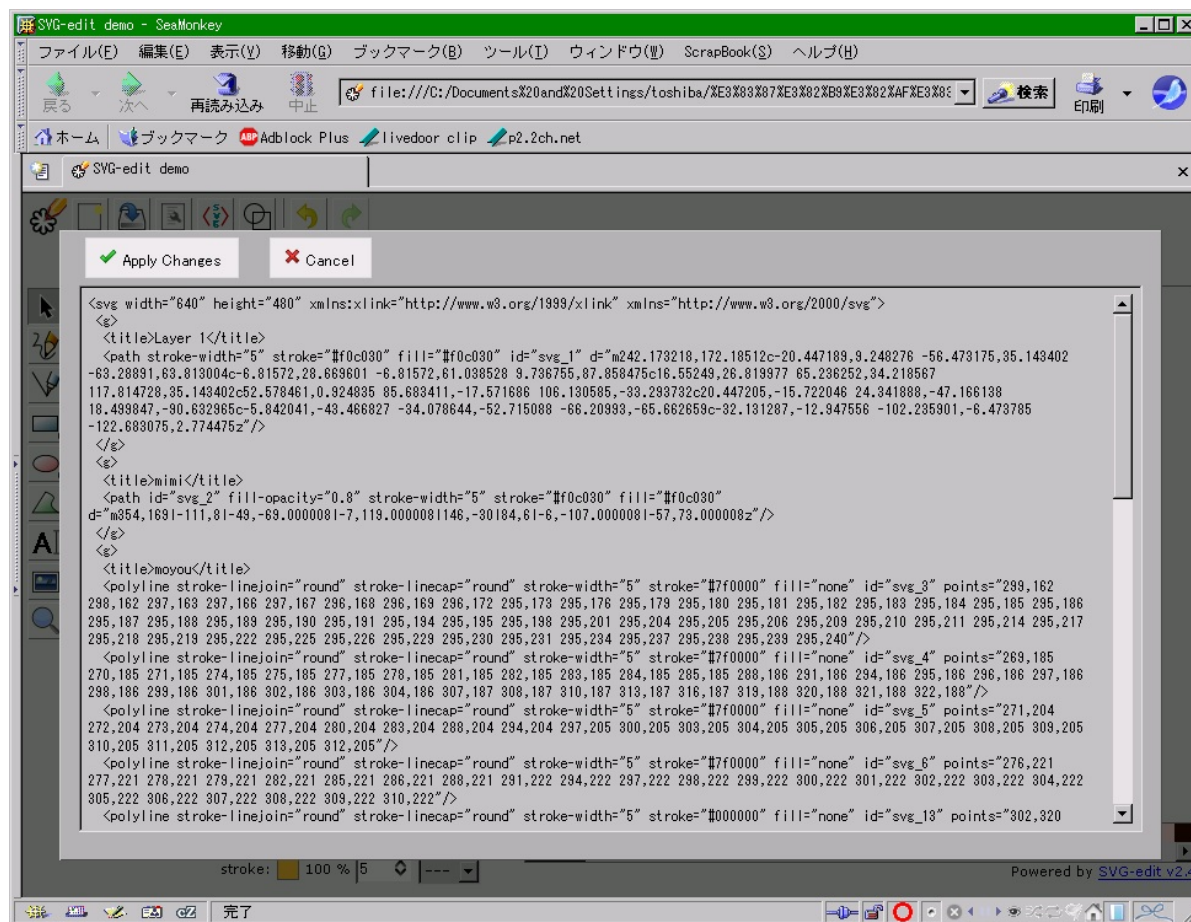 SVG-edit demo - SeaMonkey
ファイル(F) 編集(E) 表示(V) 移動(G) ブックマーク(B) ツール(T) ウィンドウ(W) ScrapBook(S) ヘルプ(H)
戻る 次へ 再読み込み 中止 file:///C:/Documents%20and%20Settings/toshiba/%E3%83%87%E3%82%B9%E3%82%AF%E3%83 検索 印刷
ホーム ブックマーク ABP Adblock Plus livedoor clip p2.2ch.net
SVG-edit demo
Apply Changes Cancel
<svg width="640" height="480" xmlns:xlink="http://www.w3.org/1999/xlink" xmlns="http://www.w3.org/2000/svg">
<g>
<title>Layer 1</title>
<path stroke-width="5" stroke="#f0c030" fill="#f0c030" id="svg_1" d="m242.173218,172.18512c-20.447189,9.248276 -56.473175,35.143402
-63.28891,63.813004c-6.81572,28.669601 -6.81572,61.038528 9.736755,87.858475c16.55249,26.819977 65.236252,34.218567
117.814728,35.143402c52.578461,0.924835 85.683411,-17.571686 106.130585,-33.293732c20.447205,-15.722046 24.341888,-47.166138
18.499847,-90.632965c-5.842041,-43.466827 -34.078644,-52.715088 -66.20993,-65.662659c-32.131287,-12.947556 -102.235901,-6.473785
-122.683075,2.774475z"/>
</g>
<g>
<title>mimi</title>
<path id="svg_2" fill-opacity="0.8" stroke-width="5" stroke="#f0c030" fill="#f0c030"
d="m354,169l-111,8l-49,-69.000008l-7,119.000008l146,-30l84,6l-6,-107.000008l-57,73.000008z"/>
</g>
<g>
<title>moyou</title>
<polyline stroke-linejoin="round" stroke-linecap="round" stroke-width="5" stroke="#7f0000" fill="none" id="svg_3" points="299,162
298,162 297,163 297,166 297,167 296,168 296,169 296,172 295,173 295,176 295,179 295,180 295,181 295,182 295,183 295,184 295,185 295,186
295,187 295,188 295,189 295,190 295,191 295,194 295,195 295,198 295,201 295,204 295,205 295,206 295,209 295,210 295,211 295,214 295,217
295,218 295,219 295,222 295,225 295,226 295,229 295,230 295,231 295,234 295,237 295,238 295,239 295,240"/>
<polyline stroke-linejoin="round" stroke-linecap="round" stroke-width="5" stroke="#7f0000" fill="none" id="svg_4" points="269,185
270,185 271,185 274,185 275,185 277,185 278,185 281,185 282,185 283,185 284,185 285,185 288,186 291,186 294,186 295,186 296,186 297,186
298,186 299,186 301,186 302,186 303,186 304,186 307,187 308,187 310,187 313,187 316,187 319,188 320,188 321,188 322,188"/>
<polyline stroke-linejoin="round" stroke-linecap="round" stroke-width="5" stroke="#7f0000" fill="none" id="svg_5" points="271,204
272,204 273,204 274,204 277,204 280,204 283,204 288,204 294,204 297,205 300,205 303,205 304,205 305,205 306,205 307,205 308,205 309,205
310,205 311,205 312,205 313,205 312,205"/>
<polyline stroke-linejoin="round" stroke-linecap="round" stroke-width="5" stroke="#7f0000" fill="none" id="svg_6" points="276,221
277,221 278,221 279,221 282,221 285,221 286,221 288,221 291,222 294,222 297,222 298,222 299,222 300,222 301,222 302,222 303,222 304,222
305,222 306,222 307,222 308,222 309,222 310,222"/>
<polyline stroke-linejoin="round" stroke-linecap="round" stroke-width="5" stroke="#000000" fill="none" id="svg_13" points="302,320
stroke: 100 % 5 ---
Powered by SVG-edit v2.4
完了